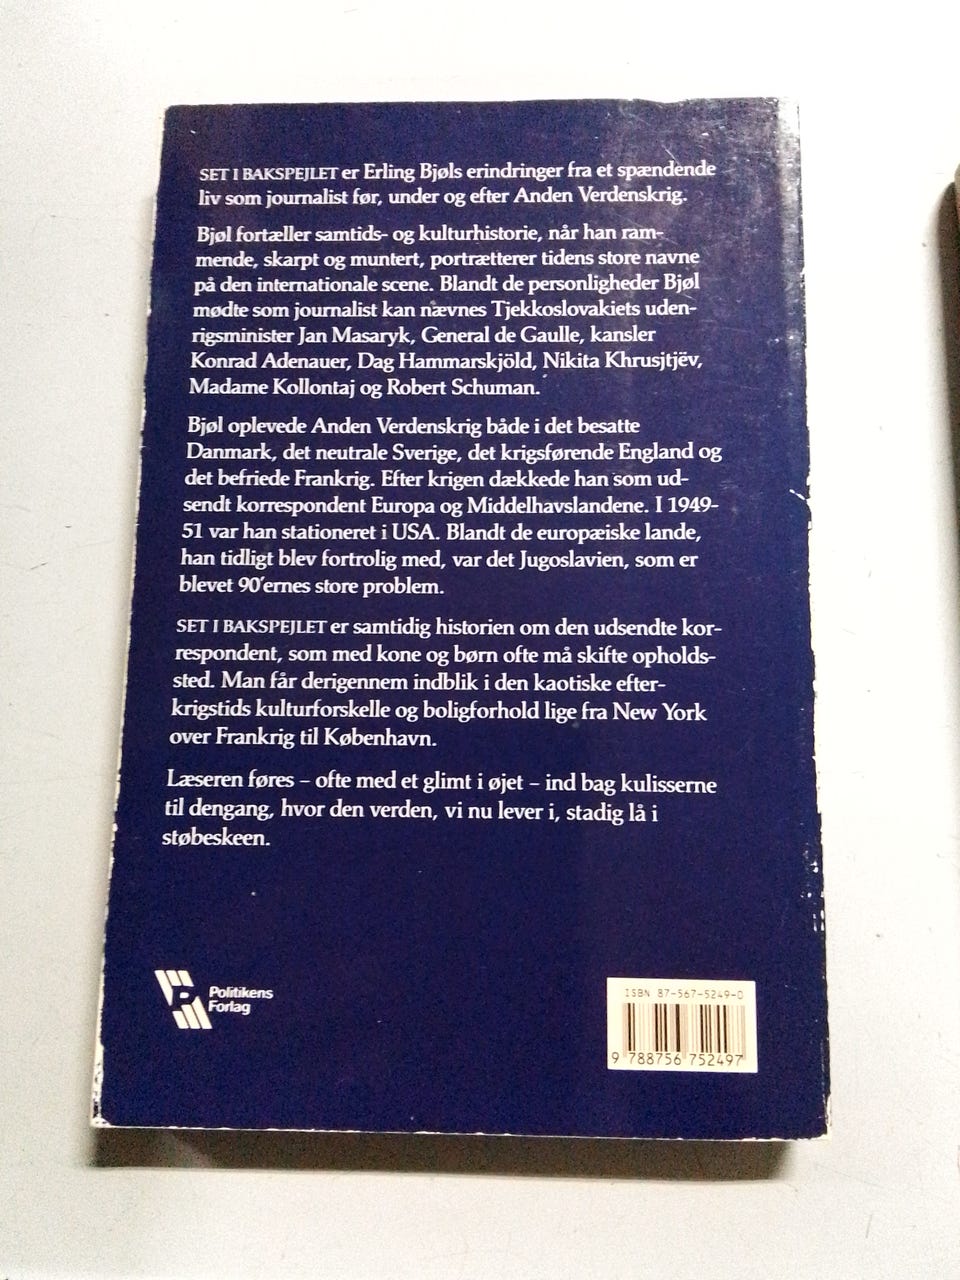 SET I BAKSPEJLET er Erling Bjøls erindringer fra et spændende
liv som journalist før, under og efter Anden Verdenskrig.
Bjøl fortæller samtids- og kulturhistorie, når han ram-
mende, skarpt og muntert, portrætterer tidens store navne
på den internationale scene. Blandt de personligheder Bjøl
mødte som journalist kan nævnes Tjekkoslovakiets uden-
rigsminister Jan Masaryk, General de Gaulle, kansler
Konrad Adenauer, Dag Hammarskjöld, Nikita Khrusjtjëv,
Madame Kollontaj og Robert Schuman.
Bjøl oplevede Anden Verdenskrig både i det besatte
Danmark, det neutrale Sverige, det krigsførende England og
det befriede Frankrig. Efter krigen dækkede han som ud-
sendt korrespondent Europa og Middelhavslandene. I 1949-
51 var han stationeret i USA. Blandt de europæiske lande,
han tidligt blev fortrolig med, var det Jugoslavien, som er
blevet 90'ernes store problem.
SET I BAKSPEJLET er samtidig historien om den udsendte kor-
respondent, som med kone og børn ofte må skifte opholds-
sted. Man får derigennem indblik i den kaotiske efter-
krigstids kulturforskelle og boligforhold lige fra New York
over Frankrig til København.
Læseren føres – ofte med et glimt i øjet – ind bag kulisserne
til dengang, hvor den verden, vi nu lever i, stadig lå i
støbeskeen.
P
Politikens
Forlag
ISBN 87-567-5249-0
9 788756 752497